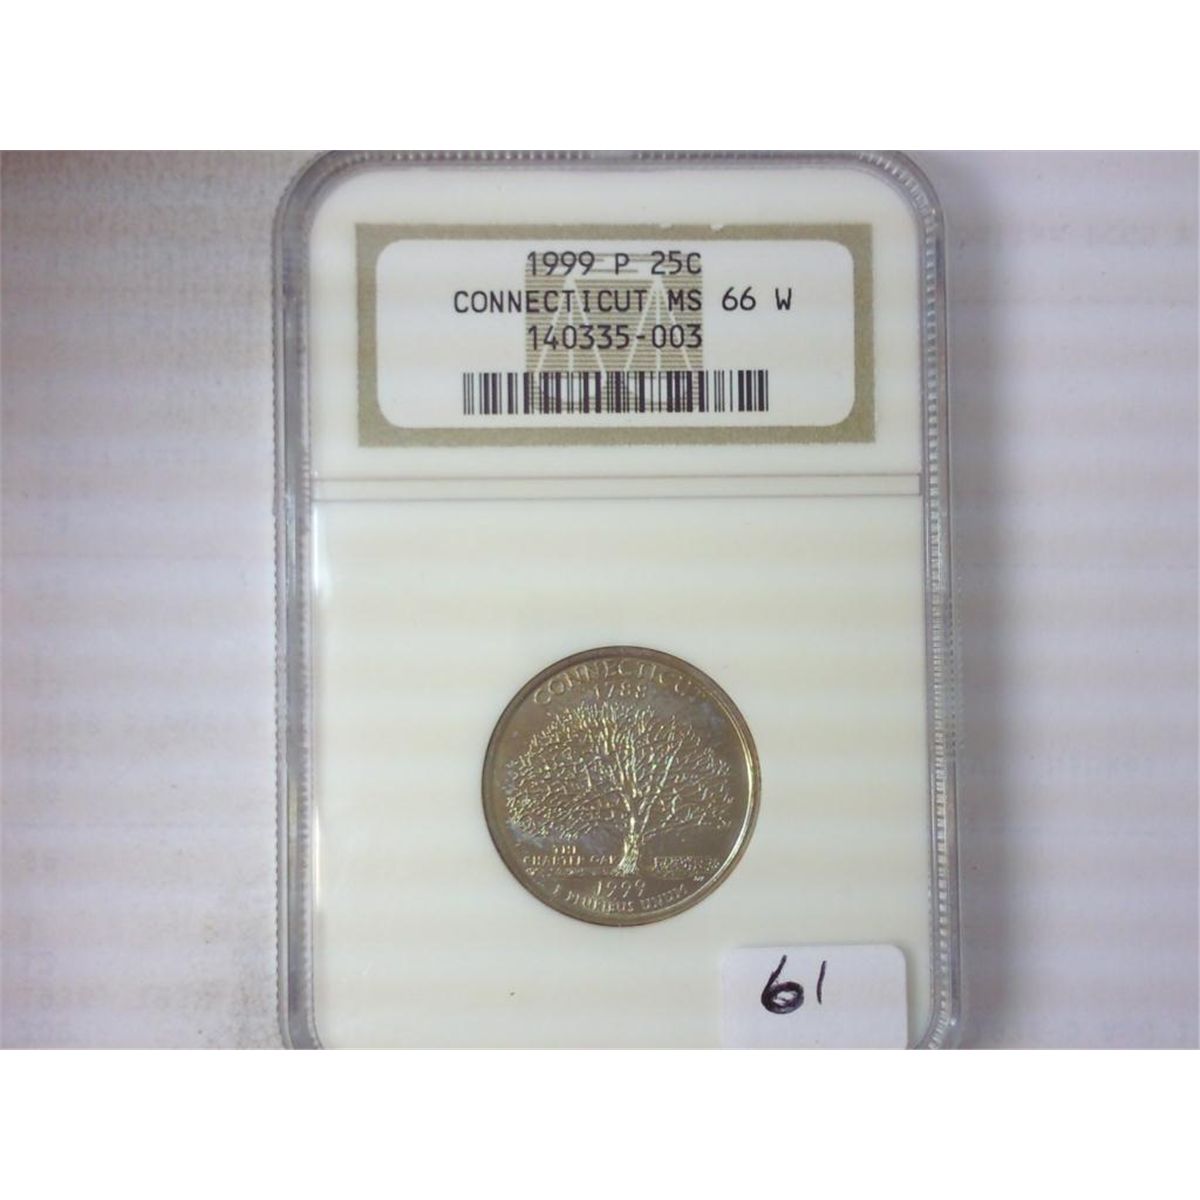 1999 P 25C
CONNECTICUT MS 66 W
140335-003
CONNECTICUT
1788
THE
CHARTER OAK
1999
E PLURIBUS UNUM
61